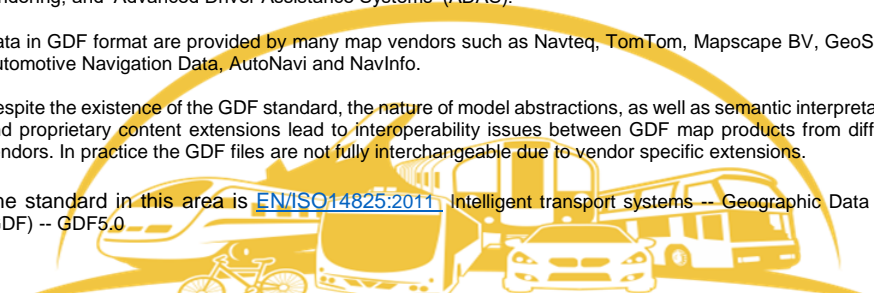 ndering, and 'Advanced Driver Assistance Systems' (ADAS).
ata in GDF format are provided by many map vendors such as Navteq, TomTom, Mapscape BV, GeoS
utomotive Navigation Data, AutoNavi and NavInfo.
espite the existence of the GDF standard, the nature of model abstractions, as well as semantic interpreta
nd proprietary content extensions lead to interoperability issues between GDF map products from diff
endors. In practice the GDF files are not fully interchangeable due to vendor specific extensions.
he standard in this area is EN/ISO14825:2011 Intelligent transport systems -- Geographic Data
GDF) -- GDF5.0